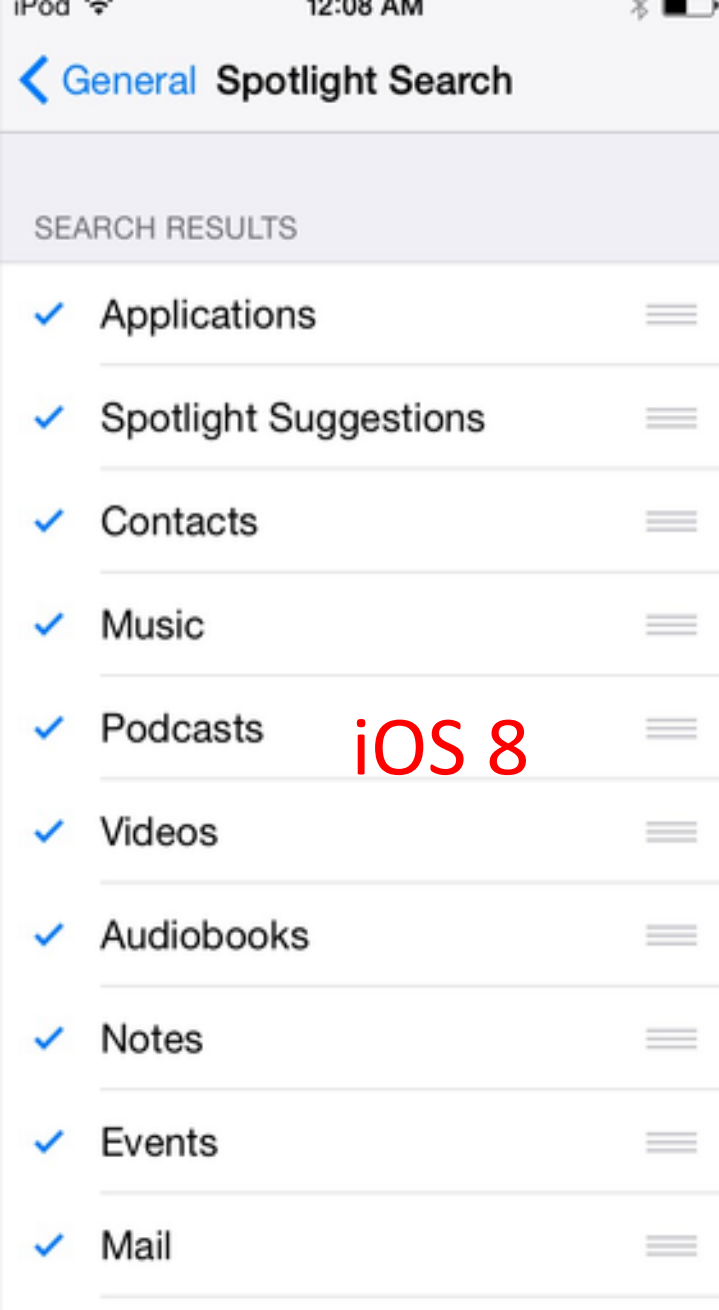 iPod 12:08 AM
General Spotlight Search
SEARCH RESULTS
Applications
Spotlight Suggestions
Contacts
Music
Podcasts
iOS 8
Videos
Audiobooks
Notes
Events
Mail